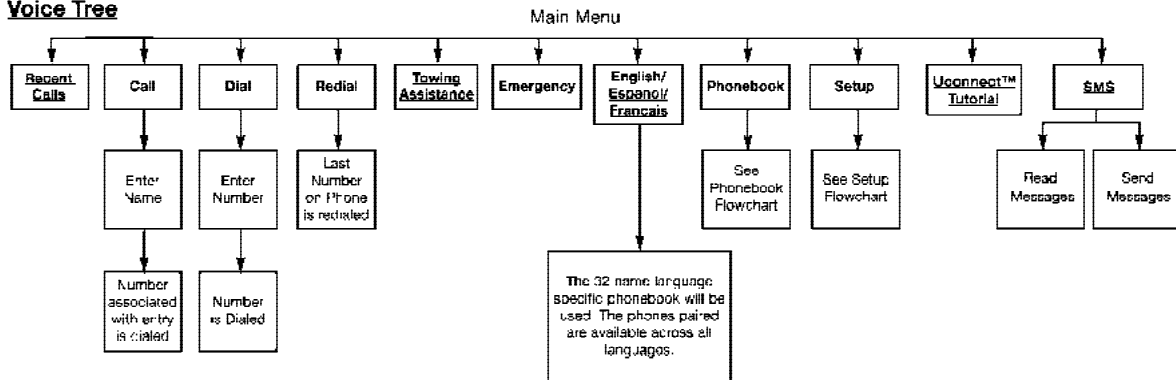 Voice Tree
Main Menu
Recent
Calls
Call
Dial
Redial
Towing
Assistance
Emergency
English/
Espanol/
Francais
Phonebook
Setup
Uconnect™
Tutorial
SMS
Enter
Name
Enter
Number
Last
Number
on Phone
is redialed
See
Phonebook
Flowchart
See Setup
Flowchart
Read
Messages
Send
Messages
Number
associated
with entry
is dialed
Number
is Dialed
The 32 name language
specific phonebook will be
used. The phones paired
are available across all
languages.